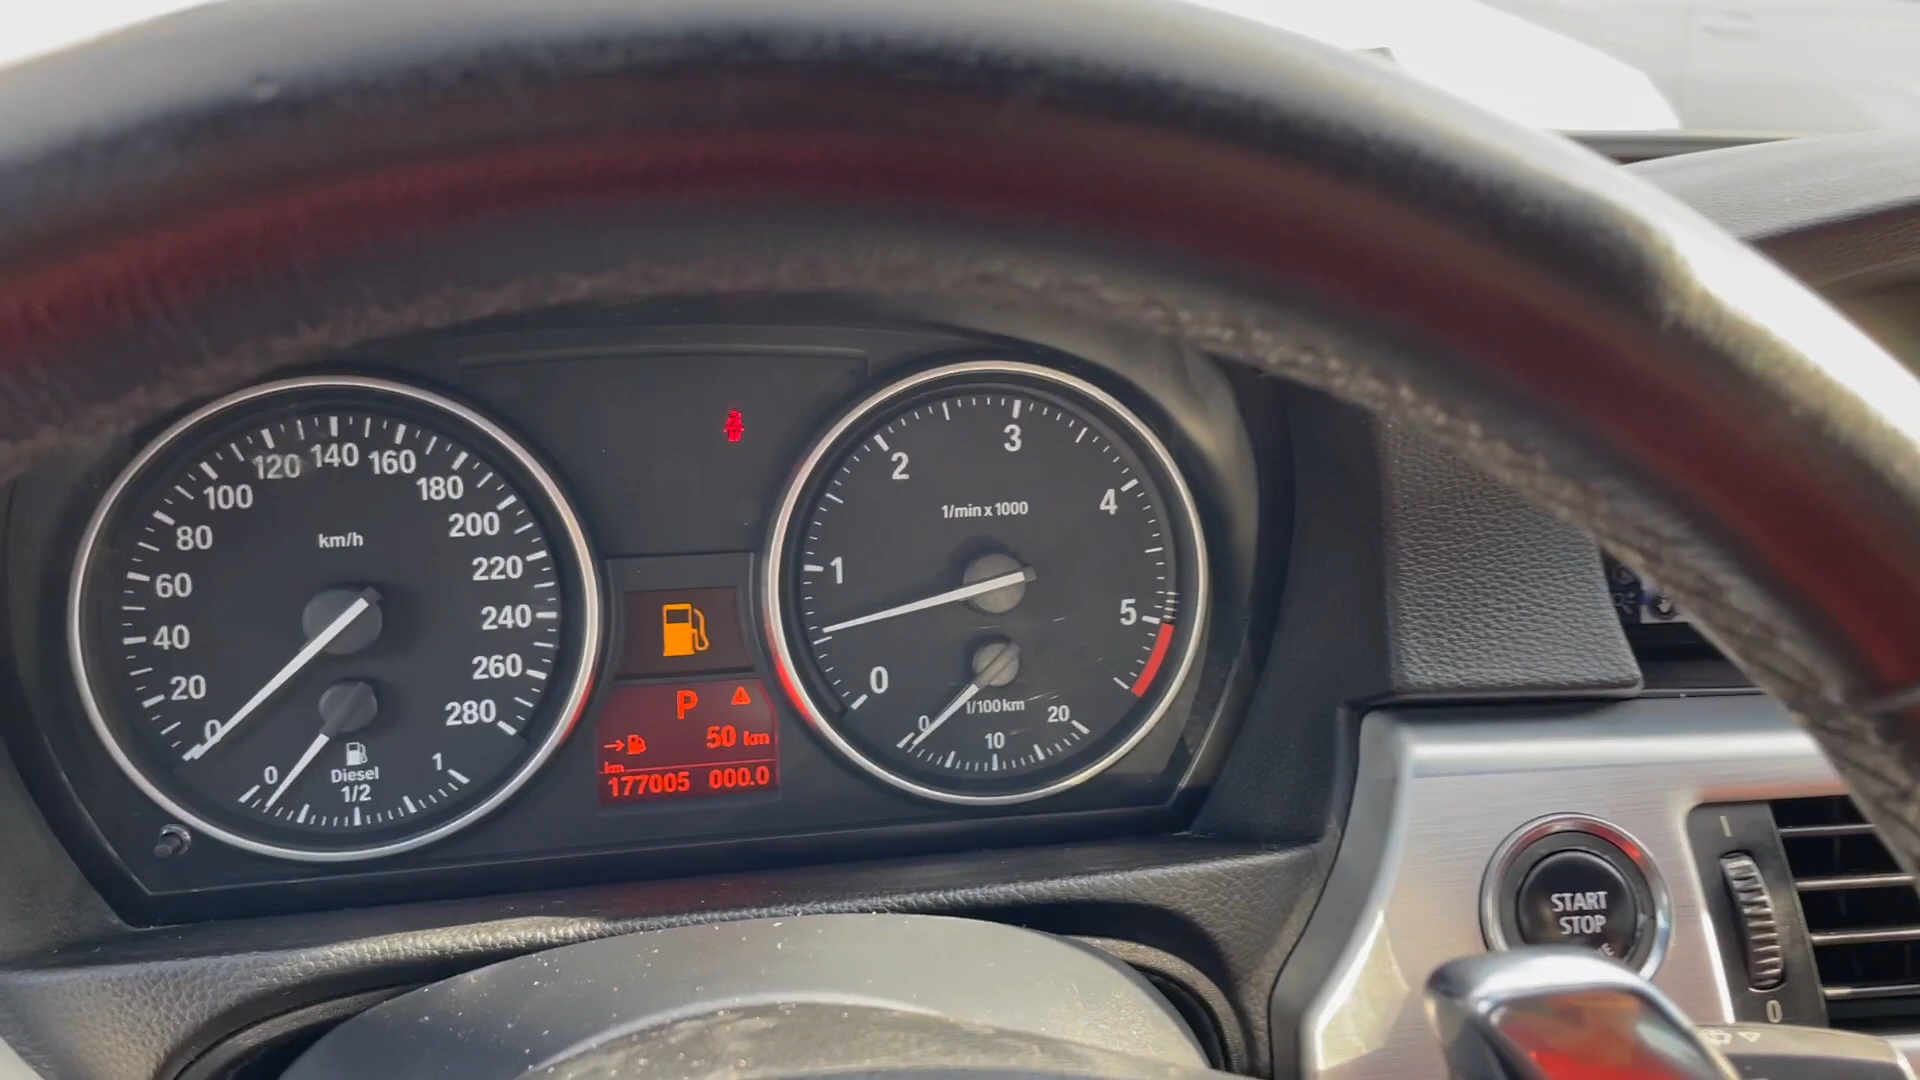 0
20
40
60
80
100
120
140
160
180
200
220
240
260
280
km/h
0
Diesel
1/2
1
P
50 km
km
177005 000.0
0
1
2
3
4
5
1/min x 1000
l/100km
0
10
20
START
STOP
I
0